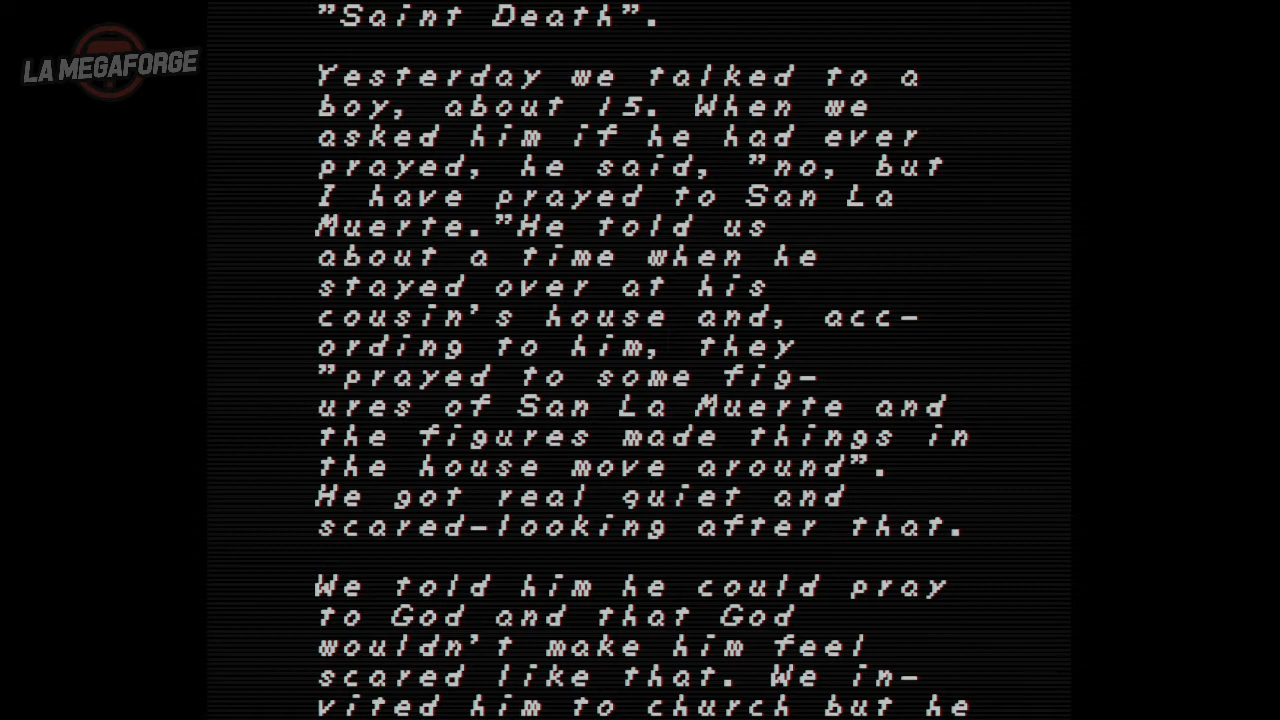 LA MEGAFORGE
"Saint Death".
Yesterday we talked to a
boy, about 15. When we
asked him if he had ever
prayed, he said, "no, but
I have prayed to San La
Muerte."He told us
about a time when he
stayed over at his
cousin's house and, acc-
ording to him, they
"prayed to some fig-
ures of San La Muerte and
the figures made things in
the house move around".
He got real quiet and
scared-looking after that.
We told him he could pray
to God and that God
wouldn't make him feel
scared like that. We in-
vited him to church but he